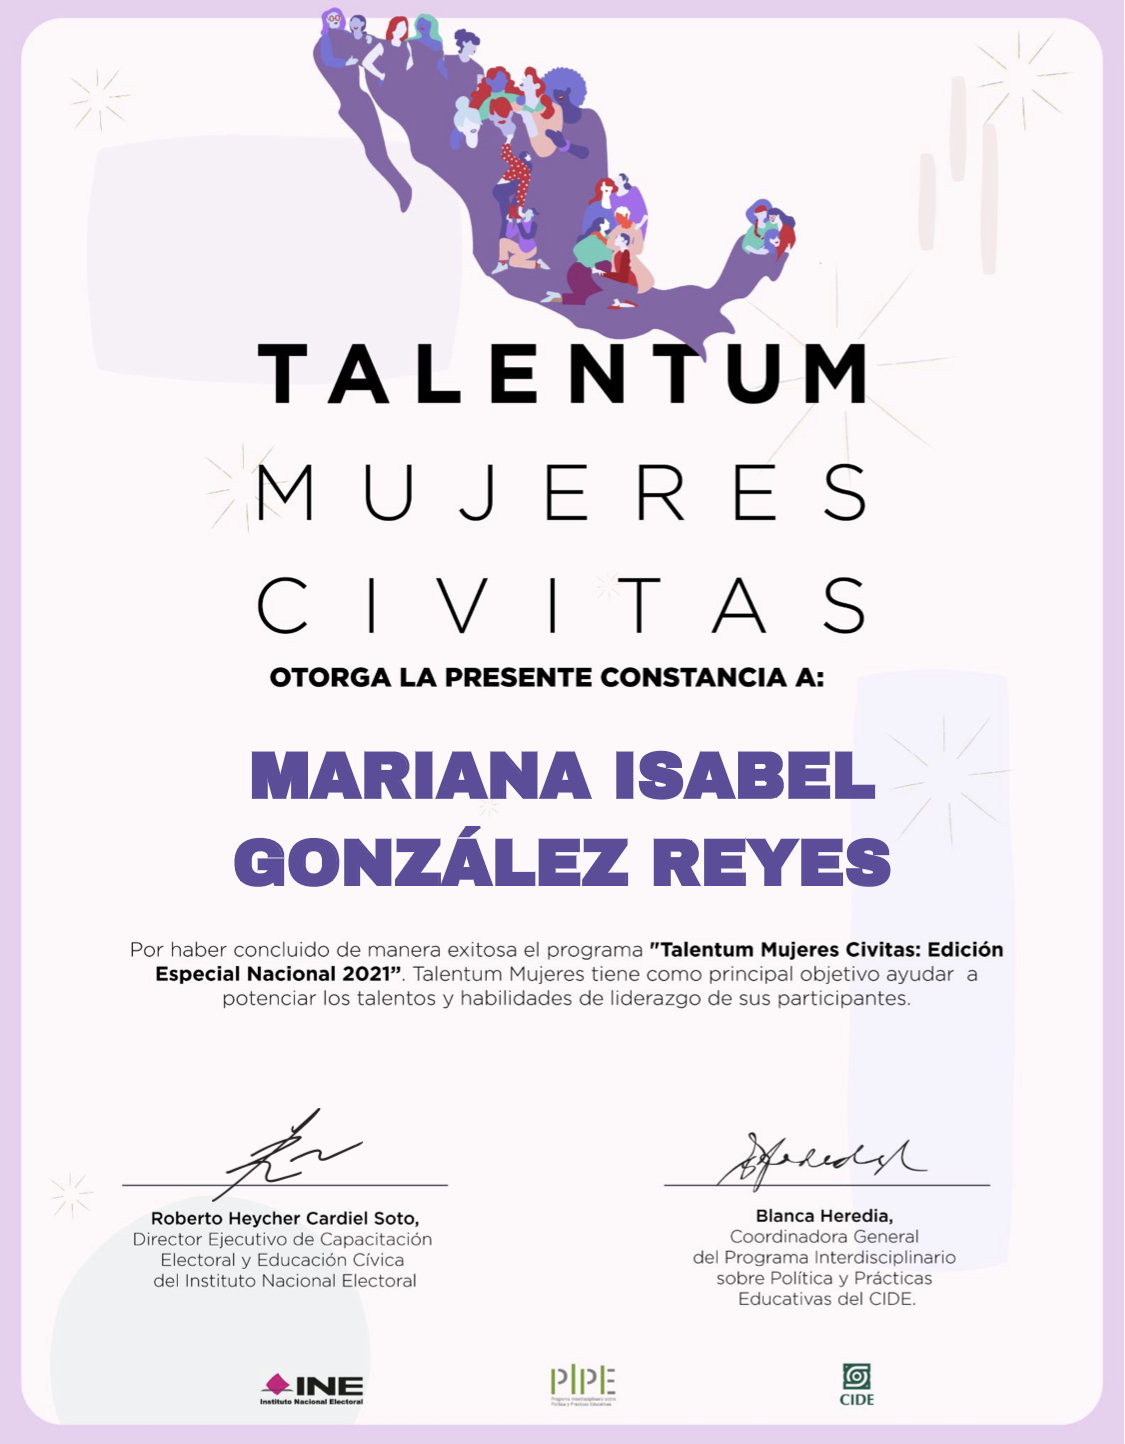 TALENTUM
MUJERES
CIVITAS
OTORGA LA PRESENTE CONSTANCIA A:
MARIANA ISABEL
GONZÁLEZ REYES
Por haber concluido de manera exitosa el programa "Talentum Mujeres Civitas: Edición
Especial Nacional 2021”. Talentum Mujeres tiene como principal objetivo ayudar a
potenciar los talentos y habilidades de liderazgo de sus participantes.
Roberto Heycher Cardiel Soto,
Director Ejecutivo de Capacitación
Electoral y Educación Cívica
del Instituto Nacional Electoral
Blanca Heredia,
Coordinadora General
del Programa Interdisciplinario
sobre Política y Prácticas
Educativas del CIDE.
INE
Instituto Nacional Electoral
PIPE
Programa Interdisciplinario sobre
Política y Prácticas Educativas
CIDE